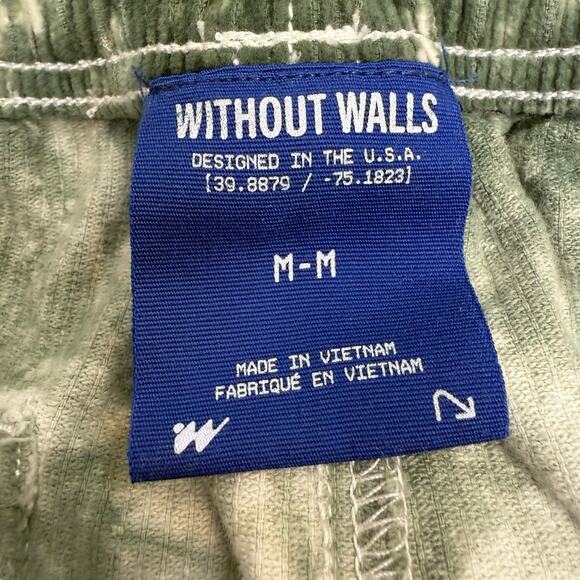 WITHOUT WALLS
DESIGNED IN THE U.S.A.
[39.8879 / -75.1823]
M-M
MADE IN VIETNAM
FABRIQUÉ EN VIETNAM